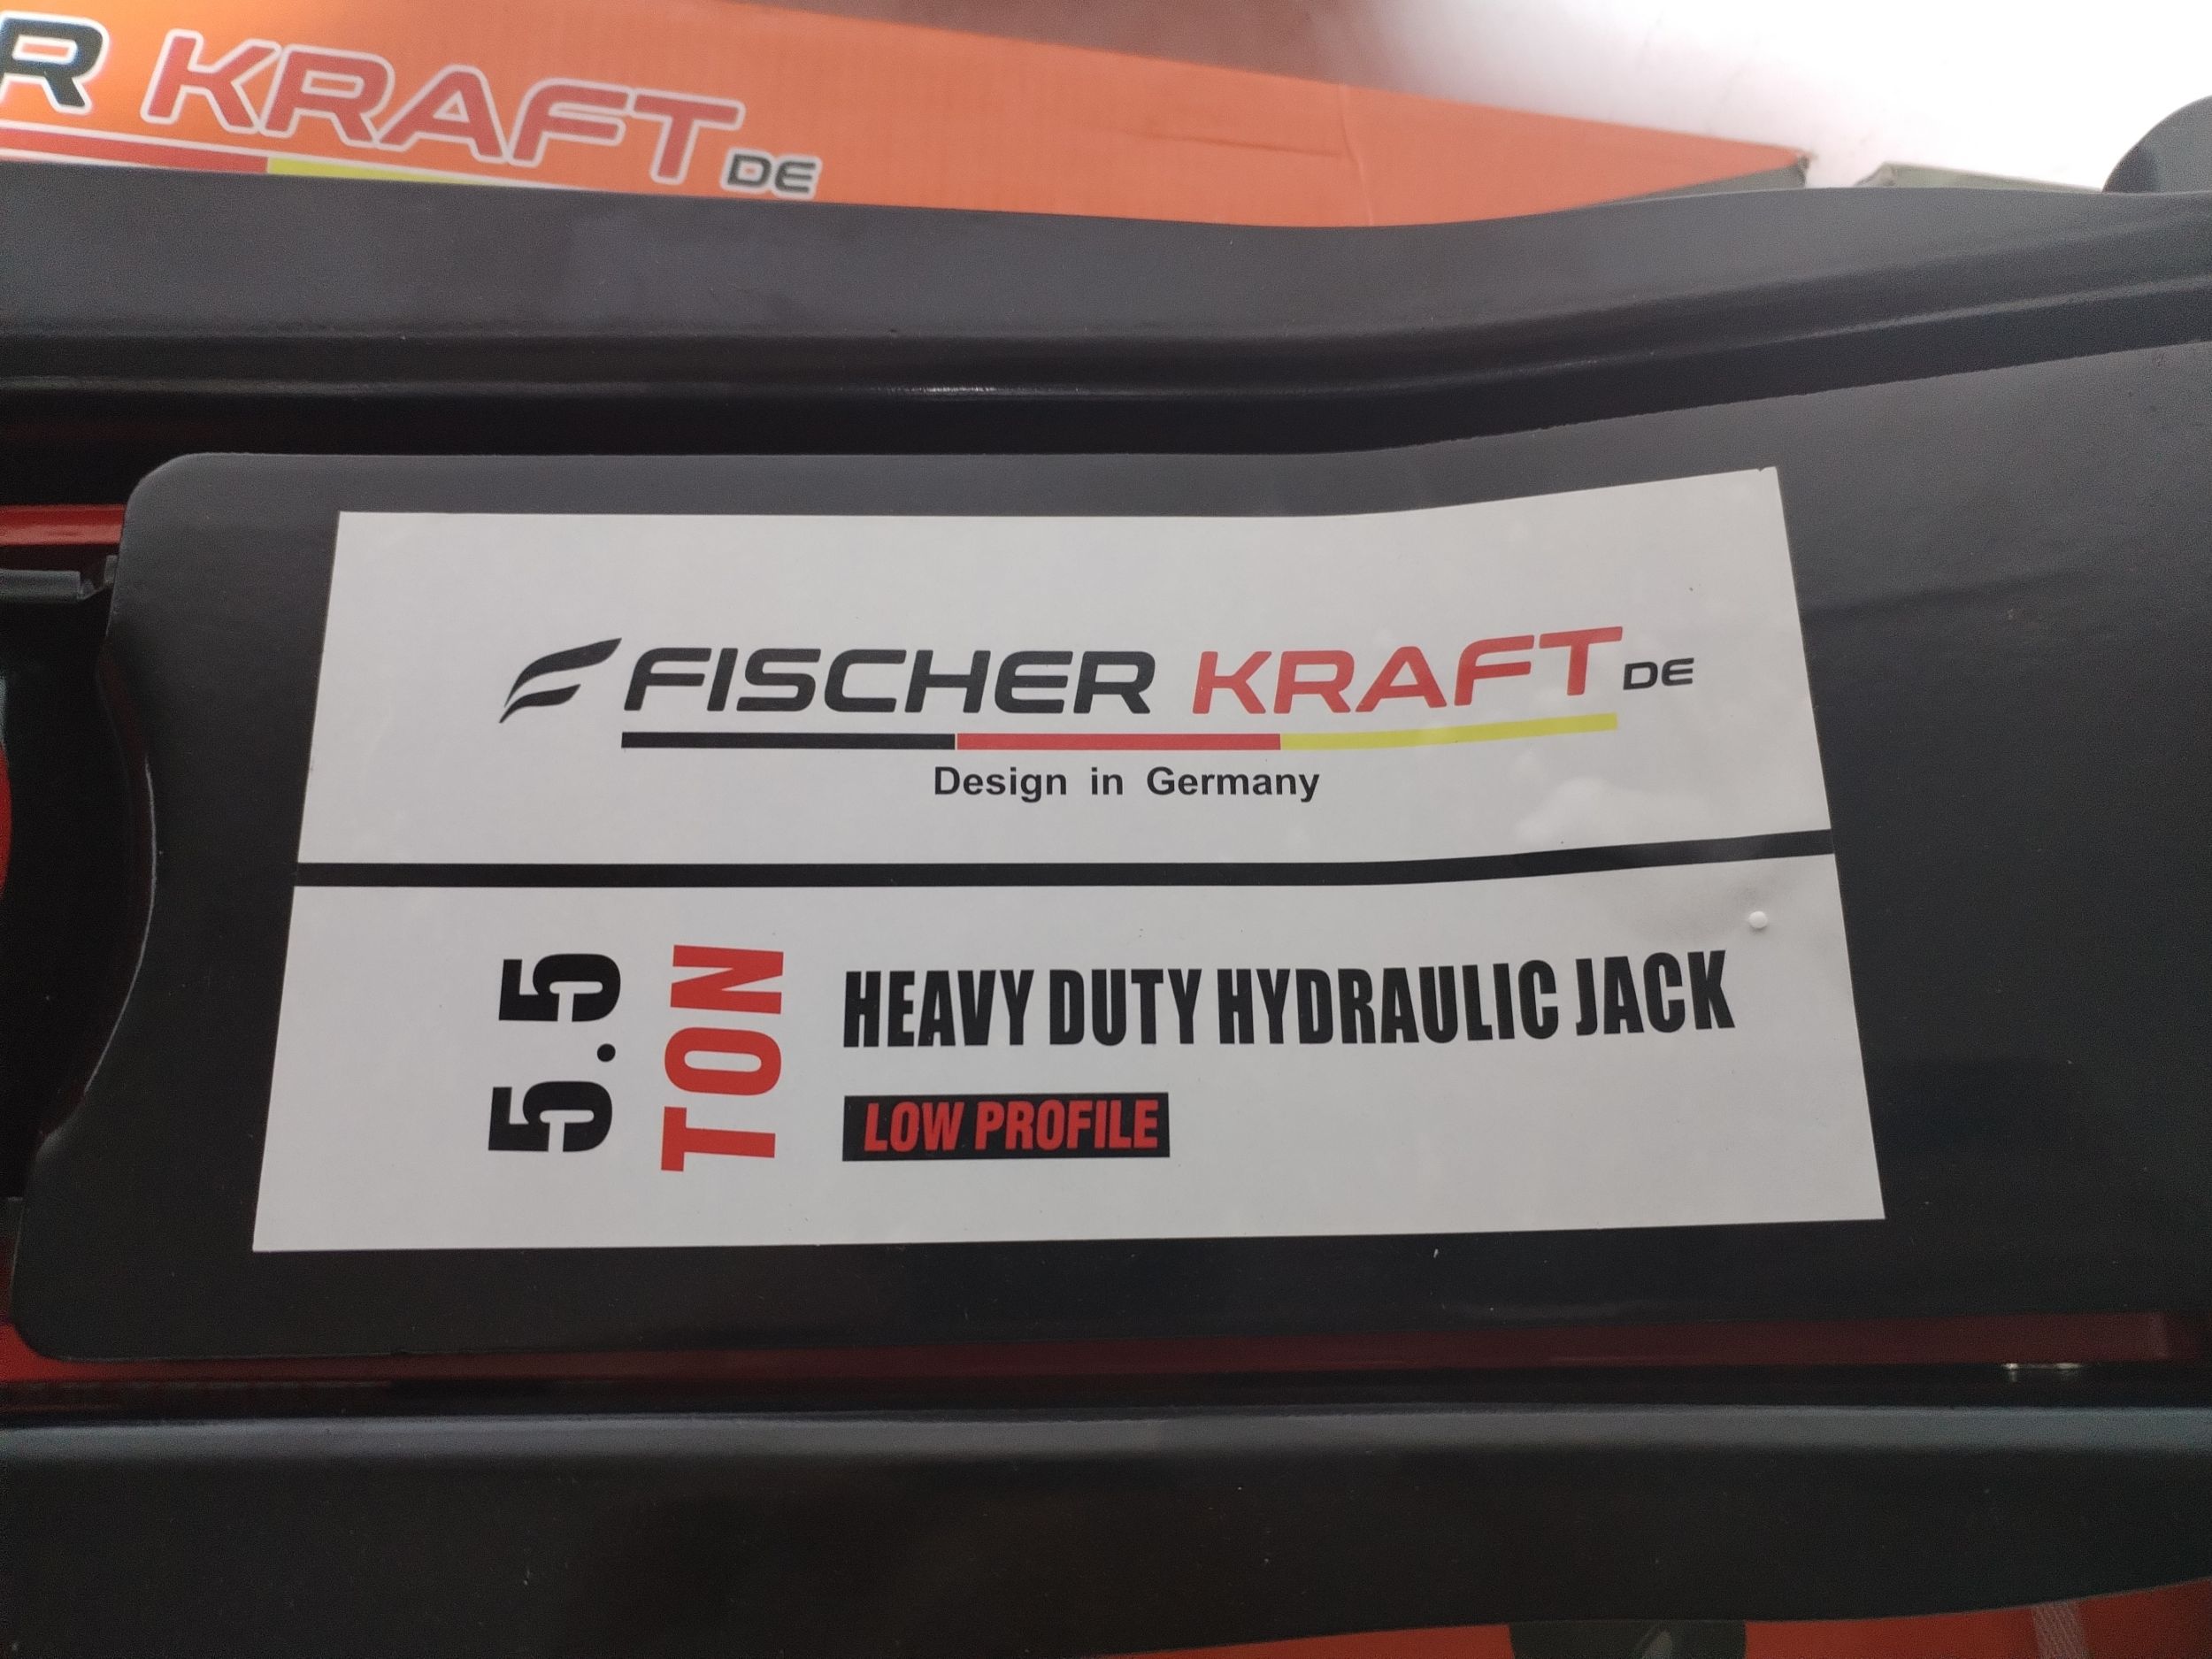 R KRAFT DE
FISCHER KRAFT DE
Design in Germany
5.5
TON
HEAVY DUTY HYDRAULIC JACK
LOW PROFILE